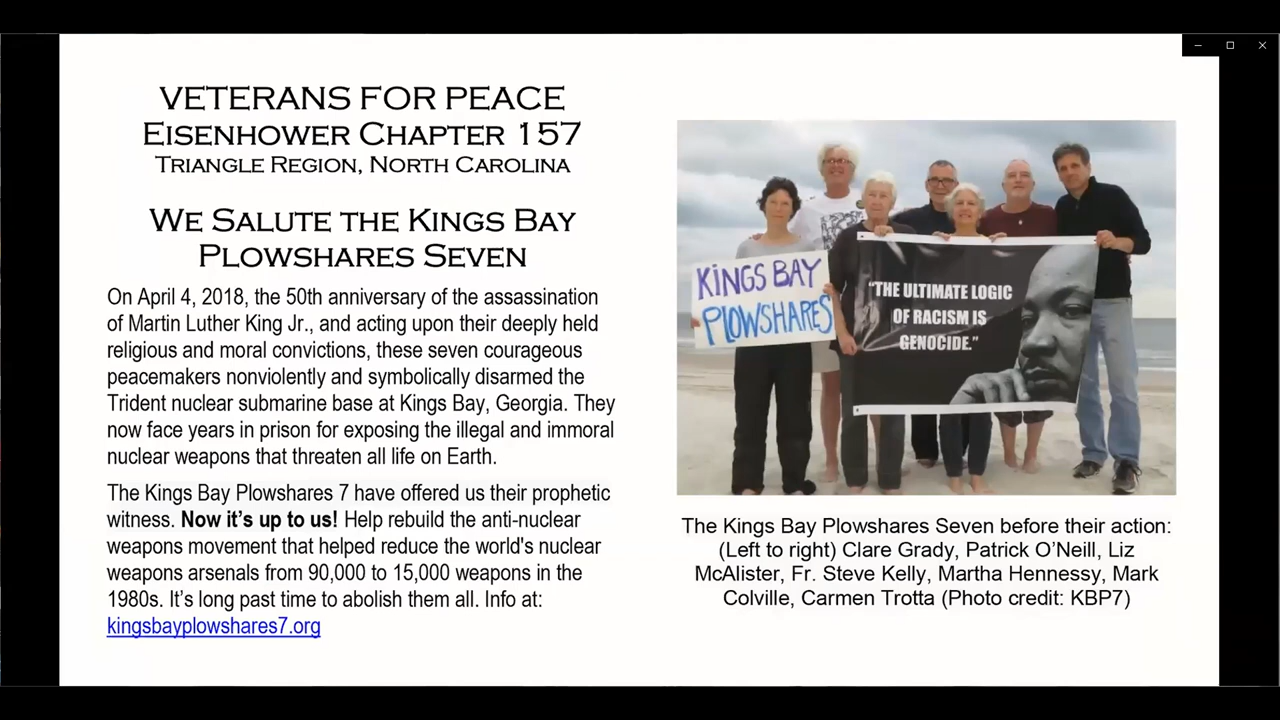 VETERANS FOR PEACE
EISENHOWER CHAPTER 157
TRIANGLE REGION, NORTH CAROLINA
WE SALUTE THE KINGS BAY
PLOWSHARES SEVEN
On April 4, 2018, the 50th anniversary of the assassination
of Martin Luther King Jr., and acting upon their deeply held
religious and moral convictions, these seven courageous
peacemakers nonviolently and symbolically disarmed the
Trident nuclear submarine base at Kings Bay, Georgia. They
now face years in prison for exposing the illegal and immoral
nuclear weapons that threaten all life on Earth.
The Kings Bay Plowshares 7 have offered us their prophetic
witness. Now it's up to us! Help rebuild the anti-nuclear
weapons movement that helped reduce the world's nuclear
weapons arsenals from 90,000 to 15,000 weapons in the
1980s. It's long past time to abolish them all. Info at:
kingsbayplowshares7.org
KINGS BAY
PLOWSHARES
"THE ULTIMATE LOGIC
OF RACISM IS
GENOCIDE."
The Kings Bay Plowshares Seven before their action:
(Left to right) Clare Grady, Patrick O'Neill, Liz
McAlister, Fr. Steve Kelly, Martha Hennessy, Mark
Colville, Carmen Trotta (Photo credit: KBP7)